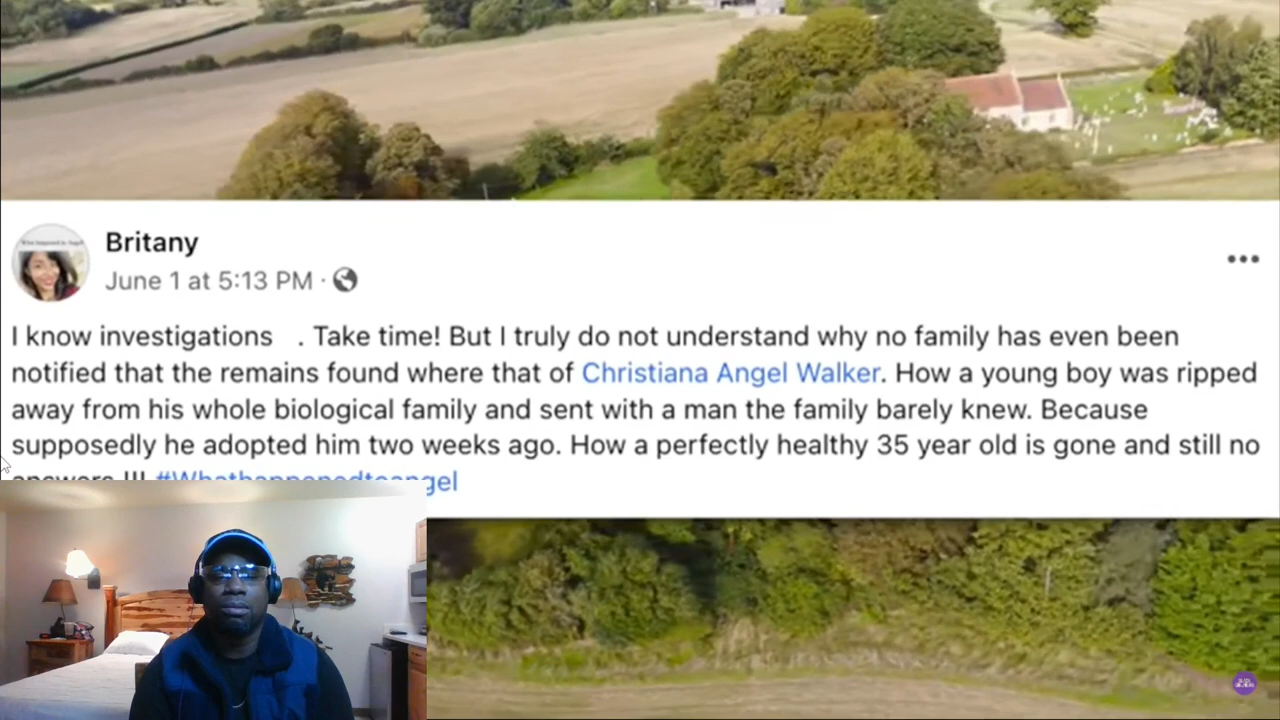 Britany
June 1 at 5:13 PM ·
I know investigations . Take time! But I truly do not understand why no family has even been
notified that the remains found where that of Christiana Angel Walker. How a young boy was ripped
away from his whole biological family and sent with a man the family barely knew. Because
supposedly he adopted him two weeks ago. How a perfectly healthy 35 year old is gone and still no
answers !!! #Whathappenedtoangel